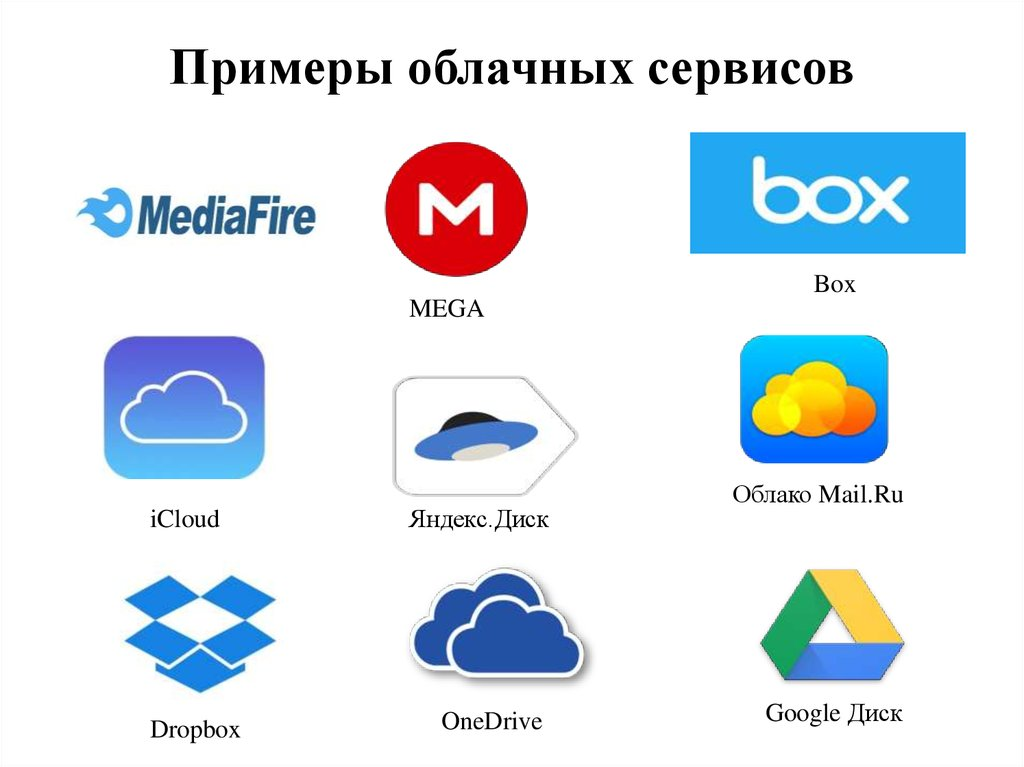 Примеры облачных сервисов
MediaFire
M
box
MEGA
Box
iCloud
Яндекс.Диск
Облако Mail.Ru
Dropbox
OneDrive
Google Диск